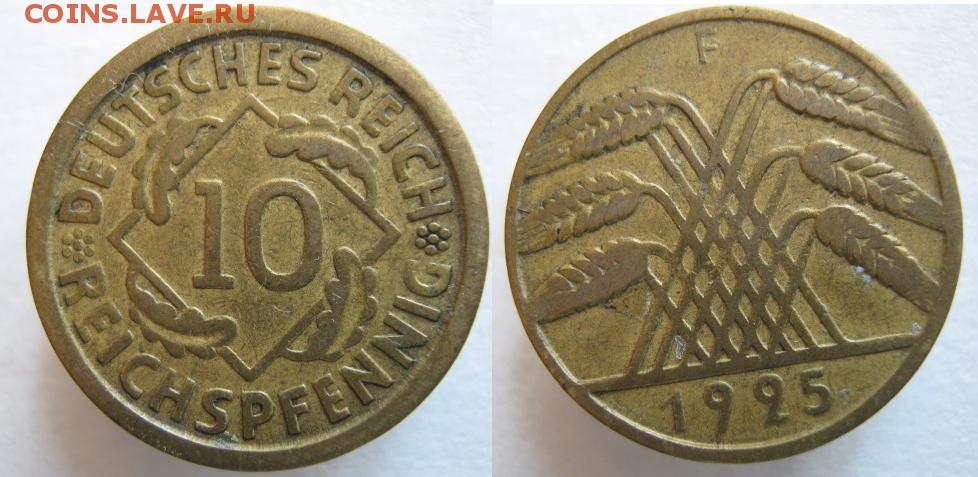 COINS.LAVE.RU
DEUTSCHES REICH
10
REICHSPFENNIG
F
1925